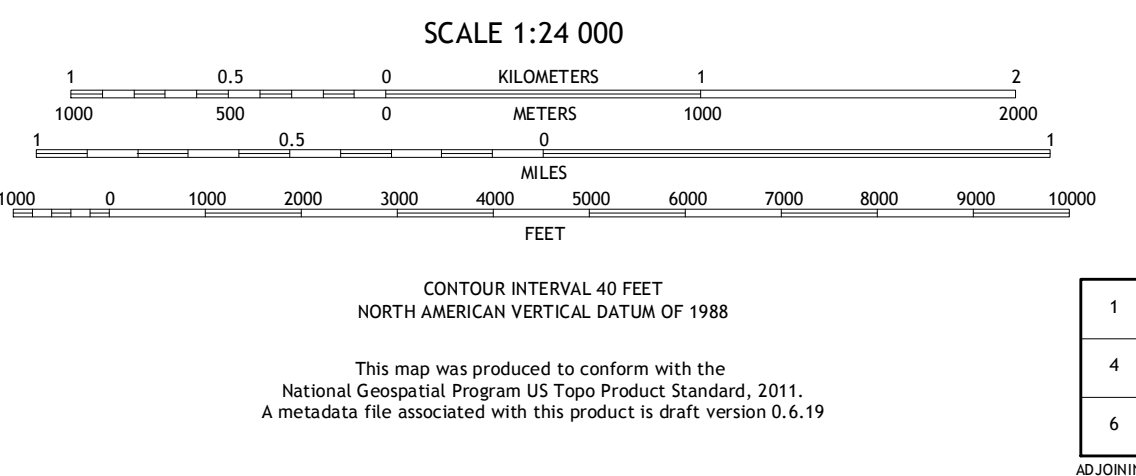 SCALE 1:24 000
1 0.5 0 KILOMETERS 1 2
1000 500 0 METERS 1000 2000
1 0.5 0 1
MILES
1000 0 1000 2000 3000 4000 5000 6000 7000 8000 9000 10000
FEET
CONTOUR INTERVAL 40 FEET
NORTH AMERICAN VERTICAL DATUM OF 1988
This map was produced to conform with the
National Geospatial Program US Topo Product Standard, 2011.
A metadata file associated with this product is draft version 0.6.19
1
4
6
ADJOININ